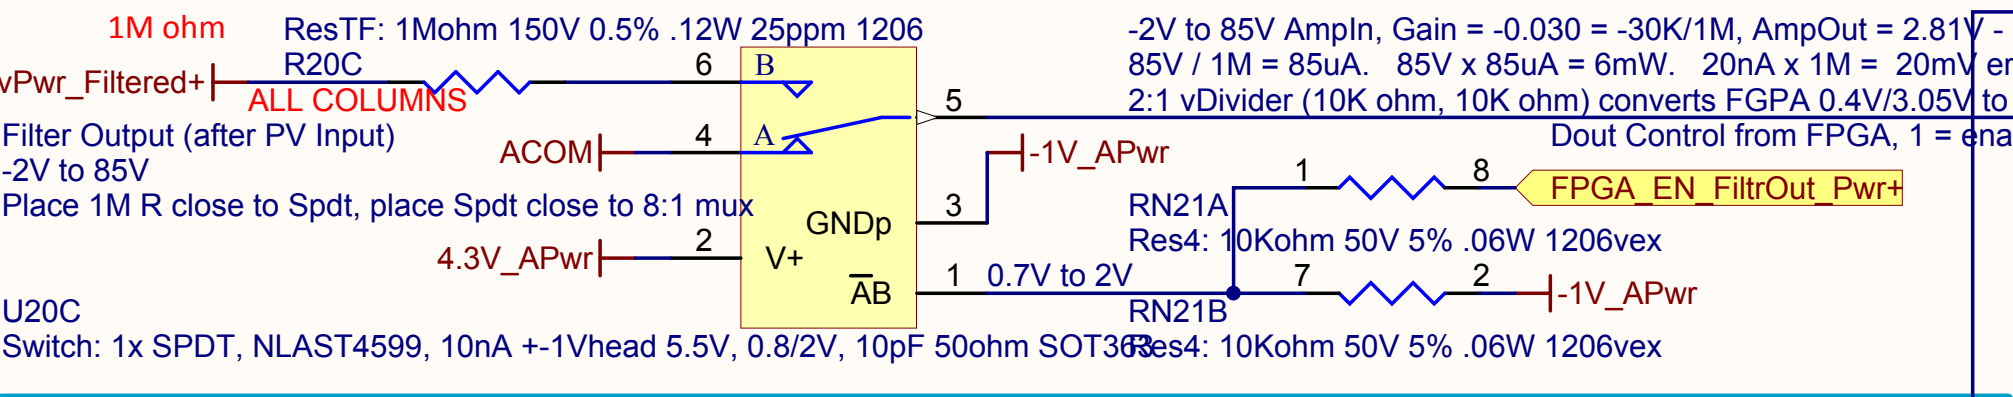 1M ohm
ResTF: 1Mohm 150V 0.5% .12W 25ppm 1206
-2V to 85V AmpIn, Gain = -0.030 = -30K/1M, AmpOut = 2.81V -
R20C
6
B
85V / 1M = 85uA. 85V x 85uA = 6mW. 20nA x 1M = 20mV er
vPwr_Filtered+
ALL COLUMNS
5
2:1 vDivider (10K ohm, 10K ohm) converts FGPA 0.4V/3.05V to
Filter Output (after PV Input)
4
A
Dout Control from FPGA, 1 = ena
ACOM
-1V_APwr
-2V to 85V
1
8
FPGA_EN_FiltrOut_Pwr+
Place 1M R close to Spdt, place Spdt close to 8:1 mux
GNDp
3
RN21A
2
Res4: 10Kohm 50V 5% .06W 1206vex
4.3V_APwr
V+
AB
1
0.7V to 2V
7
2
-1V_APwr
U20C
RN21B
Switch: 1x SPDT, NLAST4599, 10nA +-1Vhead 5.5V, 0.8/2V, 10pF 50ohm SOT363
Res4: 10Kohm 50V 5% .06W 1206vex